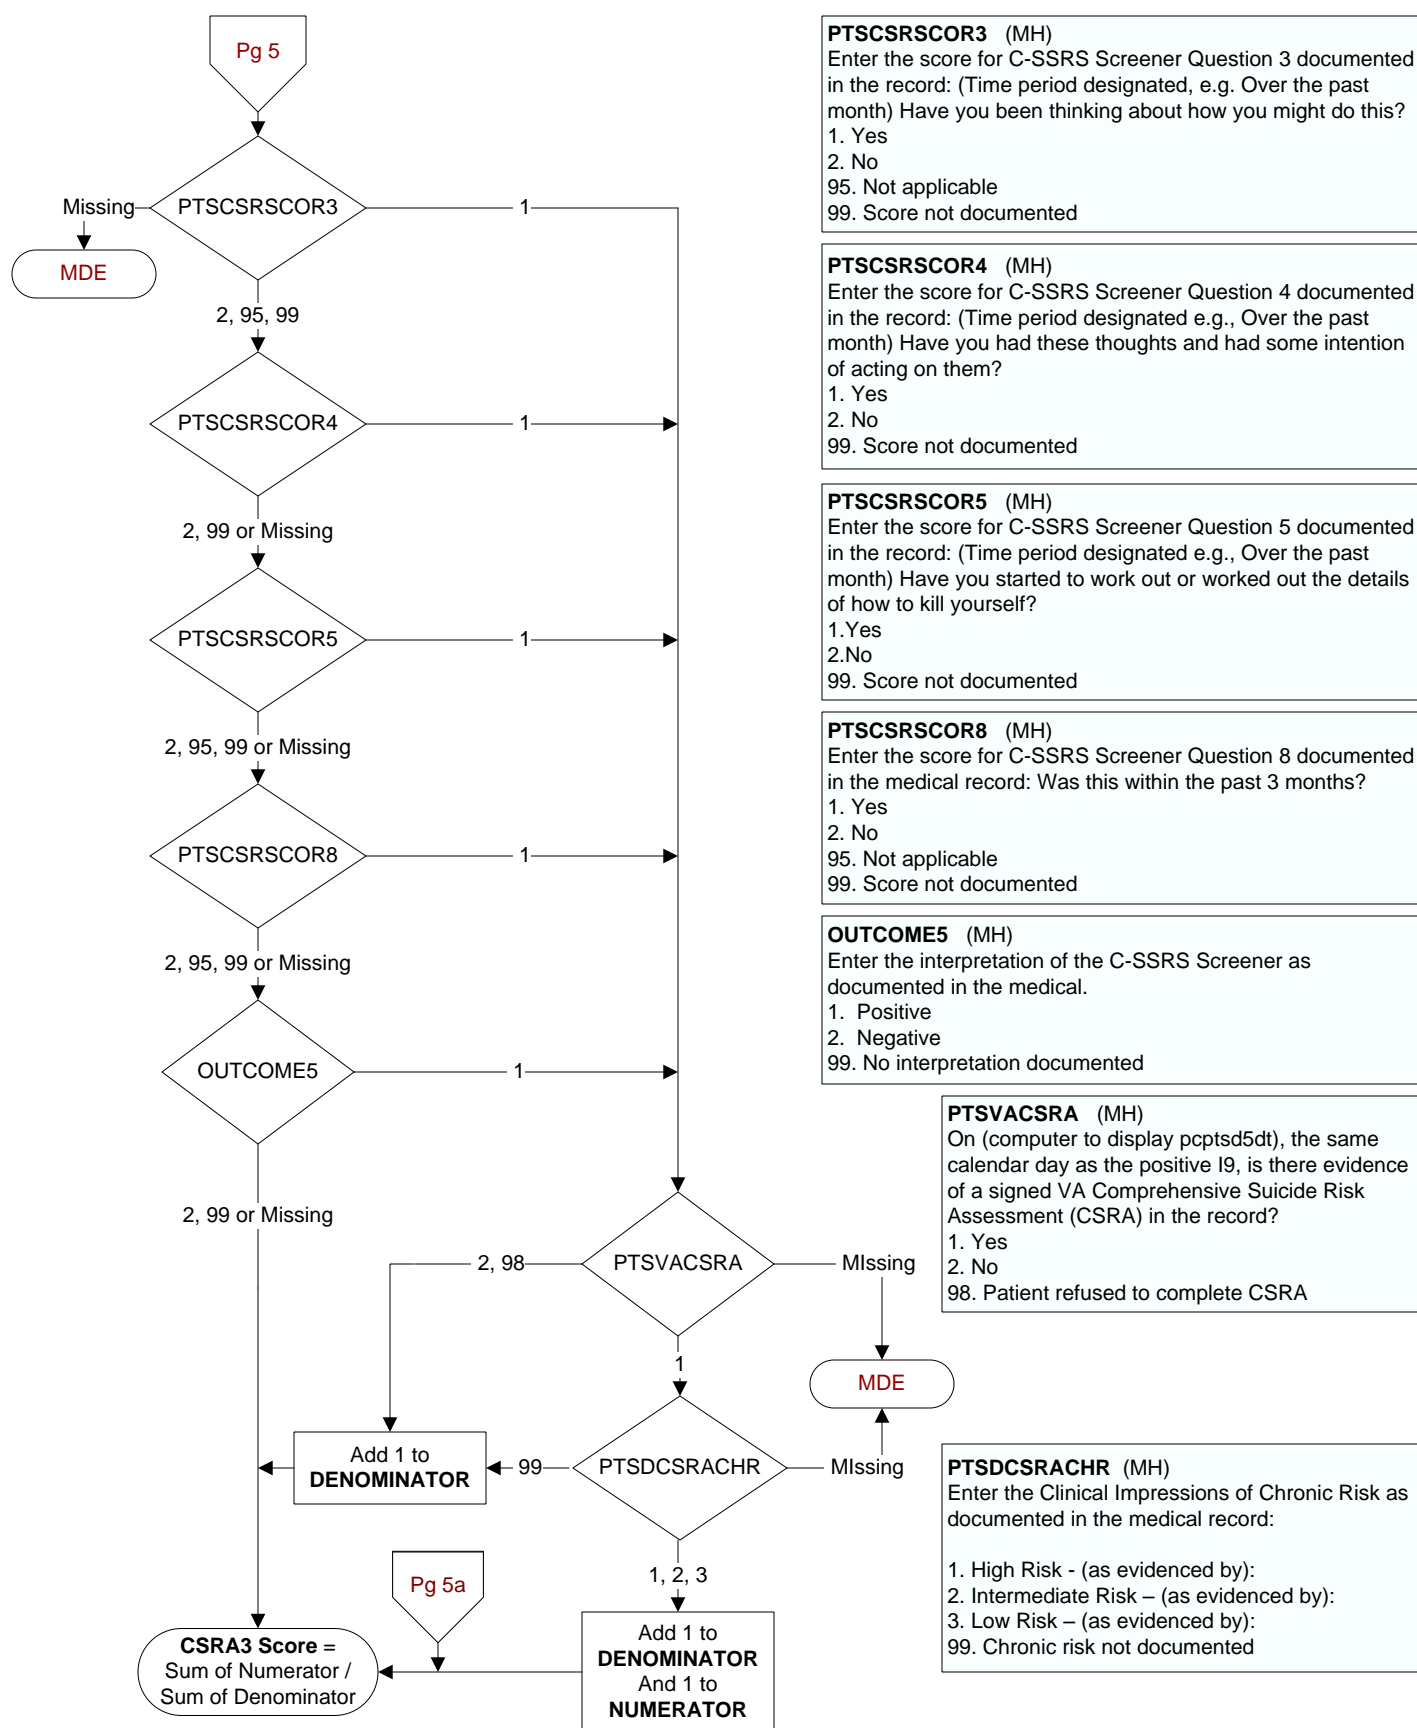 Pg 5
PTSCSRSCOR3
Missing
1
MDE
2, 95, 99
PTSCSRSCOR4
1
2, 99 or Missing
PTSCSRSCOR5
1
2, 95, 99 or Missing
PTSCSRSCOR8
1
2, 95, 99 or Missing
OUTCOME5
1
2, 99 or Missing
PTSVACSRA
2, 98
MIssing
1
MDE
PTSDCSRACHR
99
MIssing
Add 1 to
DENOMINATOR
1, 2, 3
Pg 5a
Add 1 to
DENOMINATOR
And 1 to
NUMERATOR
CSRA3 Score =
Sum of Numerator /
Sum of Denominator
PTSCSRSCOR3 (MH)
Enter the score for C-SSRS Screener Question 3 documented
in the record: (Time period designated, e.g. Over the past
month) Have you been thinking about how you might do this?
1. Yes
2. No
95. Not applicable
99. Score not documented
PTSCSRSCOR4 (MH)
Enter the score for C-SSRS Screener Question 4 documented
in the record: (Time period designated e.g., Over the past
month) Have you had these thoughts and had some intention
of acting on them?
1. Yes
2. No
99. Score not documented
PTSCSRSCOR5 (MH)
Enter the score for C-SSRS Screener Question 5 documented
in the record: (Time period designated e.g., Over the past
month) Have you started to work out or worked out the details
of how to kill yourself?
1.Yes
2.No
99. Score not documented
PTSCSRSCOR8 (MH)
Enter the score for C-SSRS Screener Question 8 documented
in the medical record: Was this within the past 3 months?
1. Yes
2. No
95. Not applicable
99. Score not documented
OUTCOME5 (MH)
Enter the interpretation of the C-SSRS Screener as
documented in the medical.
1. Positive
2. Negative
99. No interpretation documented
PTSVACSRA (MH)
On (computer to display pcptsd5dt), the same
calendar day as the positive I9, is there evidence
of a signed VA Comprehensive Suicide Risk
Assessment (CSRA) in the record?
1. Yes
2. No
98. Patient refused to complete CSRA
PTSDCSRACHR (MH)
Enter the Clinical Impressions of Chronic Risk as
documented in the medical record:
1. High Risk - (as evidenced by):
2. Intermediate Risk – (as evidenced by):
3. Low Risk – (as evidenced by):
99. Chronic risk not documented